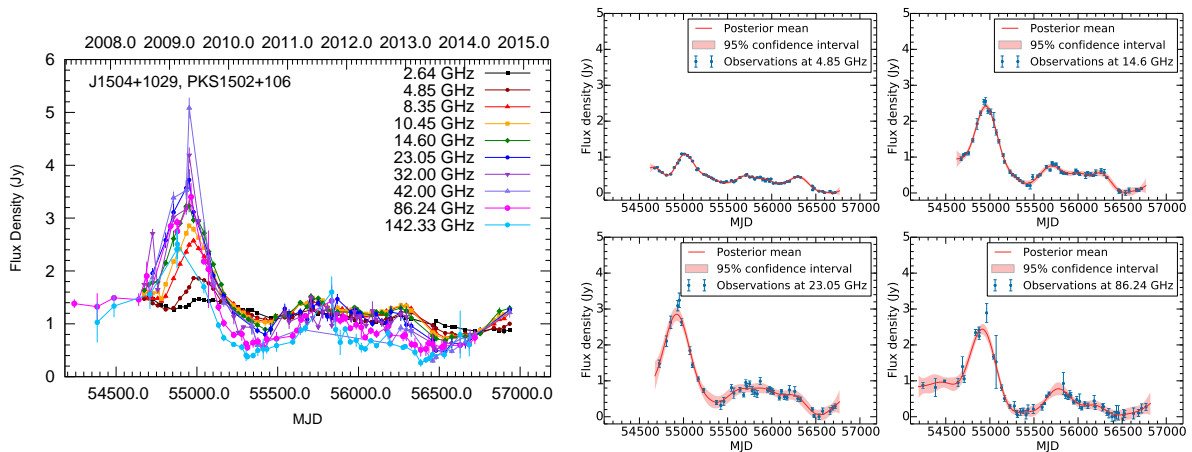 2008.0 2009.0 2010.0 2011.0 2012.0 2013.0 2014.0 2015.0
6
5
4
3
2
1
0
Flux Density (Jy)
J1504+1029, PKS1502+106
2.64 GHz
4.85 GHz
8.35 GHz
10.45 GHz
14.60 GHz
23.05 GHz
32.00 GHz
42.00 GHz
86.24 GHz
142.33 GHz
54500.0 55000.0 55500.0 56000.0 56500.0 57000.0
MJD
5
4
3
2
1
0
Flux density (Jy)
Posterior mean
95% confidence interval
Observations at 4.85 GHz
54500 55000 55500 56000 56500 57000
MJD
5
4
3
2
1
0
Flux density (Jy)
Posterior mean
95% confidence interval
Observations at 14.6 GHz
54500 55000 55500 56000 56500 57000
MJD
5
4
3
2
1
0
Flux density (Jy)
Posterior mean
95% confidence interval
Observations at 23.05 GHz
54500 55000 55500 56000 56500 57000
MJD
5
4
3
2
1
0
Flux density (Jy)
Posterior mean
95% confidence interval
Observations at 86.24 GHz
54500 55000 55500 56000 56500 57000
MJD